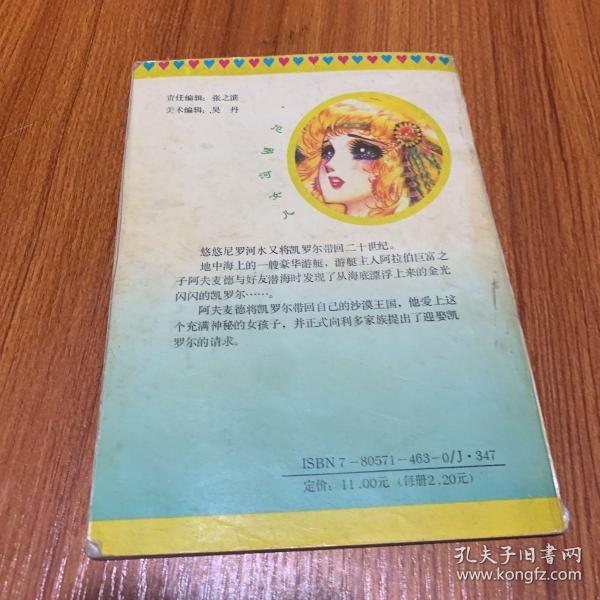 责任编辑：张之滨
美术编辑：吴 丹
尼罗河女儿
悠悠尼罗河水又将凯罗尔带回二十世纪。
地中海上的一艘豪华游艇，游艇主人阿拉伯巨富之
子阿夫麦德与好友潜海时发现了从海底漂浮上来的金光
闪闪的凯罗尔……。
阿夫麦德将凯罗尔带回自己的沙漠王国，他爱上这
个充满神秘的女孩子，并正式向利多家族提出了迎娶凯
罗尔的请求。
ISBN 7-80571-463-0/J·347
定价：11.00元（每册2.20元）
孔夫子旧书网
www.kongfz.com